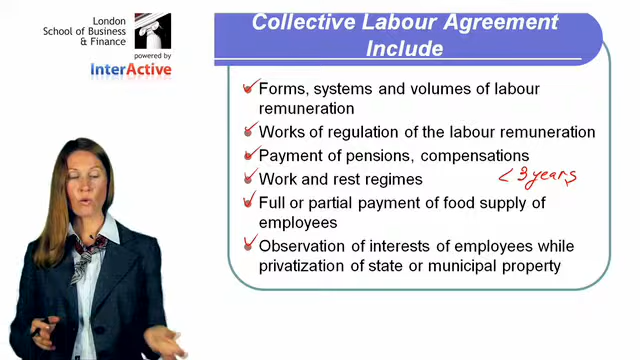 London
School of Business
& Finance
powered by
InterActive
Collective Labour Agreement
Include
Forms, systems and volumes of labour
remuneration
Works of regulation of the labour remuneration
Payment of pensions, compensations
Work and rest regimes
< 3 years
Full or partial payment of food supply of
employees
Observation of interests of employees while
privatization of state or municipal property